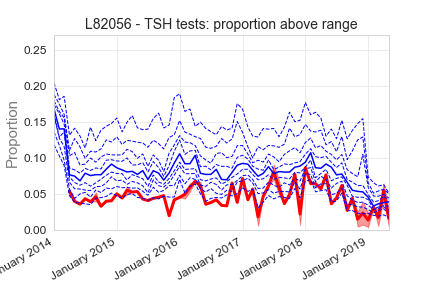 L82056 - TSH tests: proportion above range
Proportion
0.25
0.20
0.15
0.10
0.05
0.00
2014
January 2015
January 2016
January 2017
January 2018
January 2019